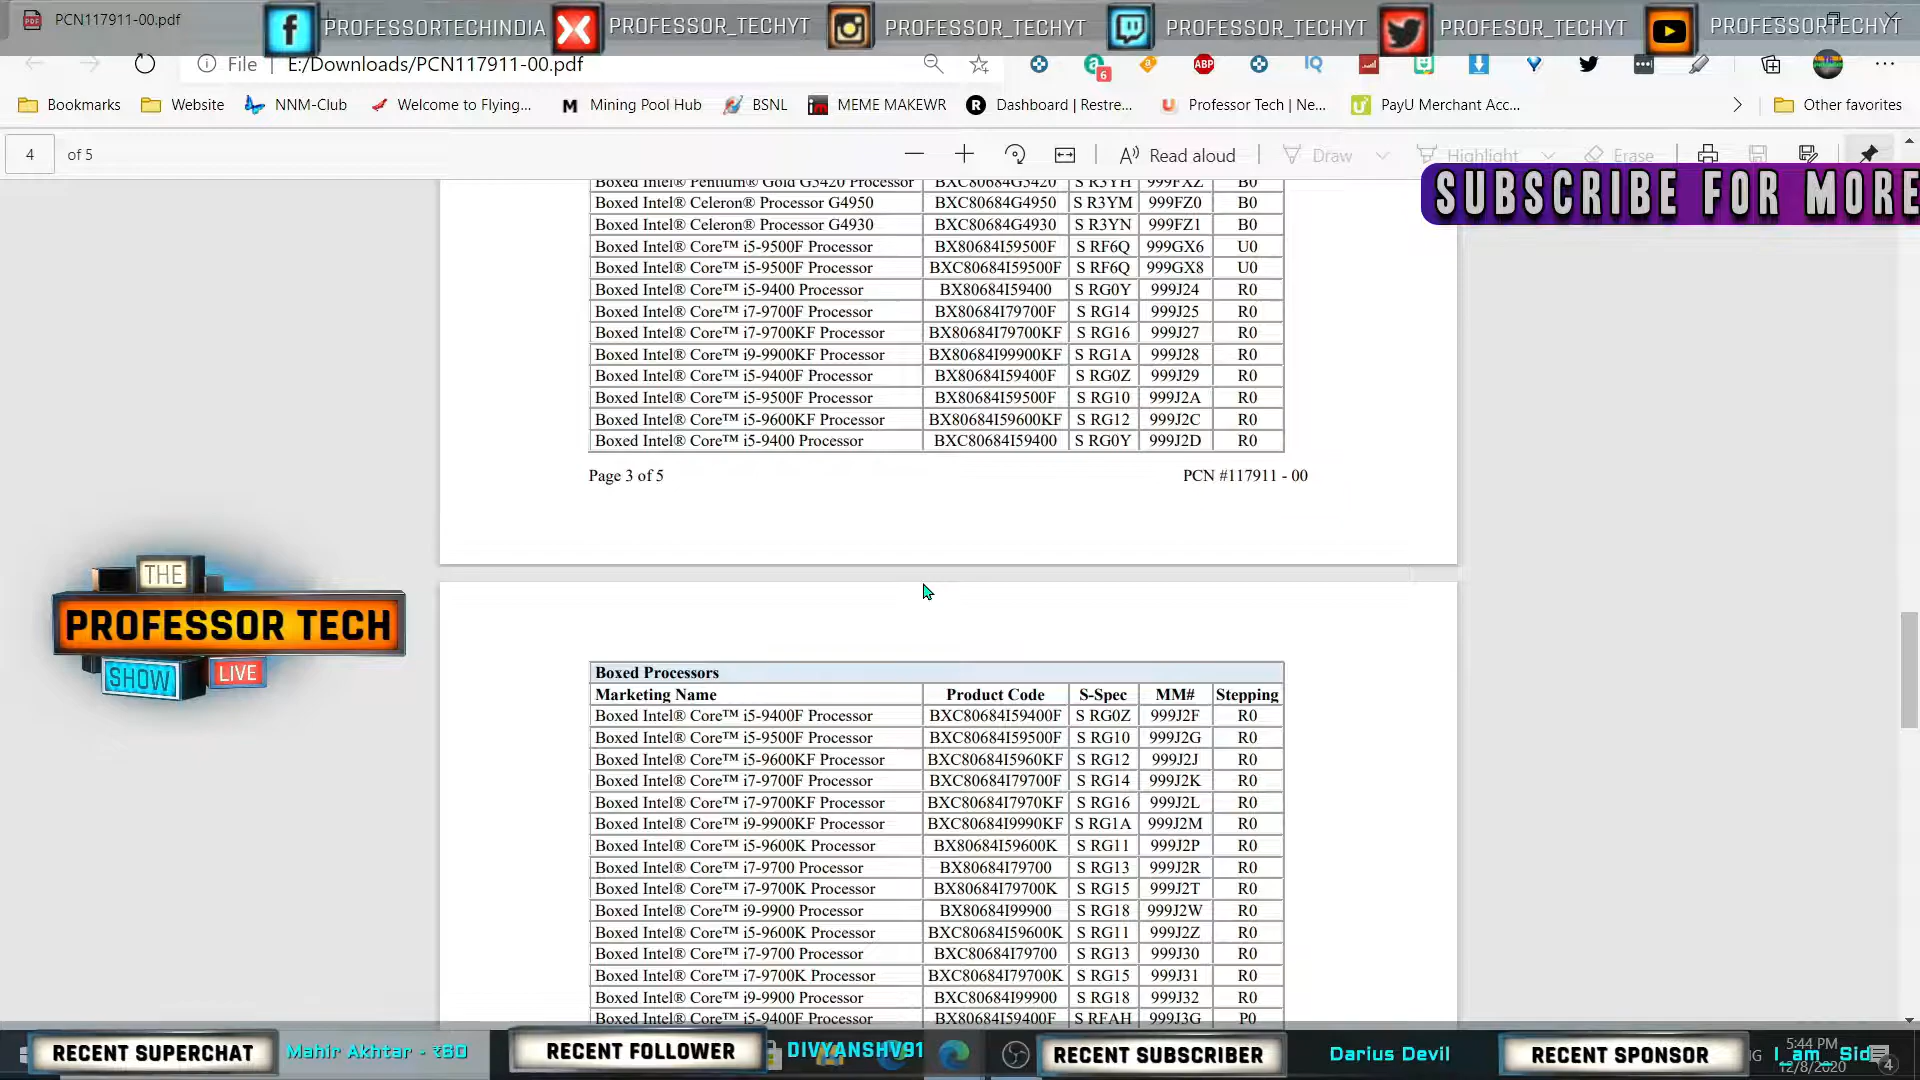 PCN117911-00.pdf
PROFESSORTECHINDIA
PROFESSOR_TECHYT
PROFESSOR_TECHYT
PROFESSOR_TECHYT
PROFESSOR_TECHYT
PROFESSORTECHYT
File E:/Downloads/PCN117911-00.pdf
ABP
6
IQ
Bookmarks Website NNM-Club Welcome to Flying... Mining Pool Hub BSNL MEME MAKEWR Dashboard | Restre... Professor Tech | Ne... PayU Merchant Acc... Other favorites
4 of 5 Read aloud Draw Highlight Erase
SUBSCRIBE FOR MORE
Boxed Intel® Pentium® Gold G5420 Processor BXC80684G5420 S R3YH 999FXZ B0
Boxed Intel® Celeron® Processor G4950 BXC80684G4950 S R3YM 999FZ0 B0
Boxed Intel® Celeron® Processor G4930 BXC80684G4930 S R3YN 999FZ1 B0
Boxed Intel® Core™ i5-9500F Processor BX80684I59500F S RF6Q 999GX6 U0
Boxed Intel® Core™ i5-9500F Processor BXC80684I59500F S RF6Q 999GX8 U0
Boxed Intel® Core™ i5-9400 Processor BX80684I59400 S RG0Y 999J24 R0
Boxed Intel® Core™ i7-9700F Processor BX80684I79700F S RG14 999J25 R0
Boxed Intel® Core™ i7-9700KF Processor BX80684I79700KF S RG16 999J27 R0
Boxed Intel® Core™ i9-9900KF Processor BX80684I99900KF S RG1A 999J28 R0
Boxed Intel® Core™ i5-9400F Processor BX80684I59400F S RG0Z 999J29 R0
Boxed Intel® Core™ i5-9500F Processor BX80684I59500F S RG10 999J2A R0
Boxed Intel® Core™ i5-9600KF Processor BX80684I59600KF S RG12 999J2C R0
Boxed Intel® Core™ i5-9400 Processor BXC80684I59400 S RG0Y 999J2D R0
Page 3 of 5 PCN #117911 - 00
THE
PROFESSOR TECH
SHOW LIVE
Boxed Processors
Marketing Name Product Code S-Spec MM# Stepping
Boxed Intel® Core™ i5-9400F Processor BXC80684I59400F S RG0Z 999J2F R0
Boxed Intel® Core™ i5-9500F Processor BXC80684I59500F S RG10 999J2G R0
Boxed Intel® Core™ i5-9600KF Processor BXC80684I5960KF S RG12 999J2J R0
Boxed Intel® Core™ i7-9700F Processor BXC80684I79700F S RG14 999J2K R0
Boxed Intel® Core™ i7-9700KF Processor BXC80684I7970KF S RG16 999J2L R0
Boxed Intel® Core™ i9-9900KF Processor BXC80684I9990KF S RG1A 999J2M R0
Boxed Intel® Core™ i5-9600K Processor BX80684I59600K S RG11 999J2P R0
Boxed Intel® Core™ i7-9700 Processor BX80684I79700 S RG13 999J2R R0
Boxed Intel® Core™ i7-9700K Processor BX80684I79700K S RG15 999J2T R0
Boxed Intel® Core™ i9-9900 Processor BX80684I99900 S RG18 999J2W R0
Boxed Intel® Core™ i5-9600K Processor BXC80684I59600K S RG11 999J2Z R0
Boxed Intel® Core™ i7-9700 Processor BXC80684I79700 S RG13 999J30 R0
Boxed Intel® Core™ i7-9700K Processor BXC80684I79700K S RG15 999J31 R0
Boxed Intel® Core™ i9-9900 Processor BXC80684I99900 S RG18 999J32 R0
Boxed Intel® Core™ i5-9400F Processor BX80684I59400F S RFAH 999J3G P0
RECENT SUPERCHAT Mahir Akhtar - ₹80 RECENT FOLLOWER DIVYANSHV91 RECENT SUBSCRIBER Darius Devil RECENT SPONSOR I_am_Sid
5:44 PM
12/8/2020
4